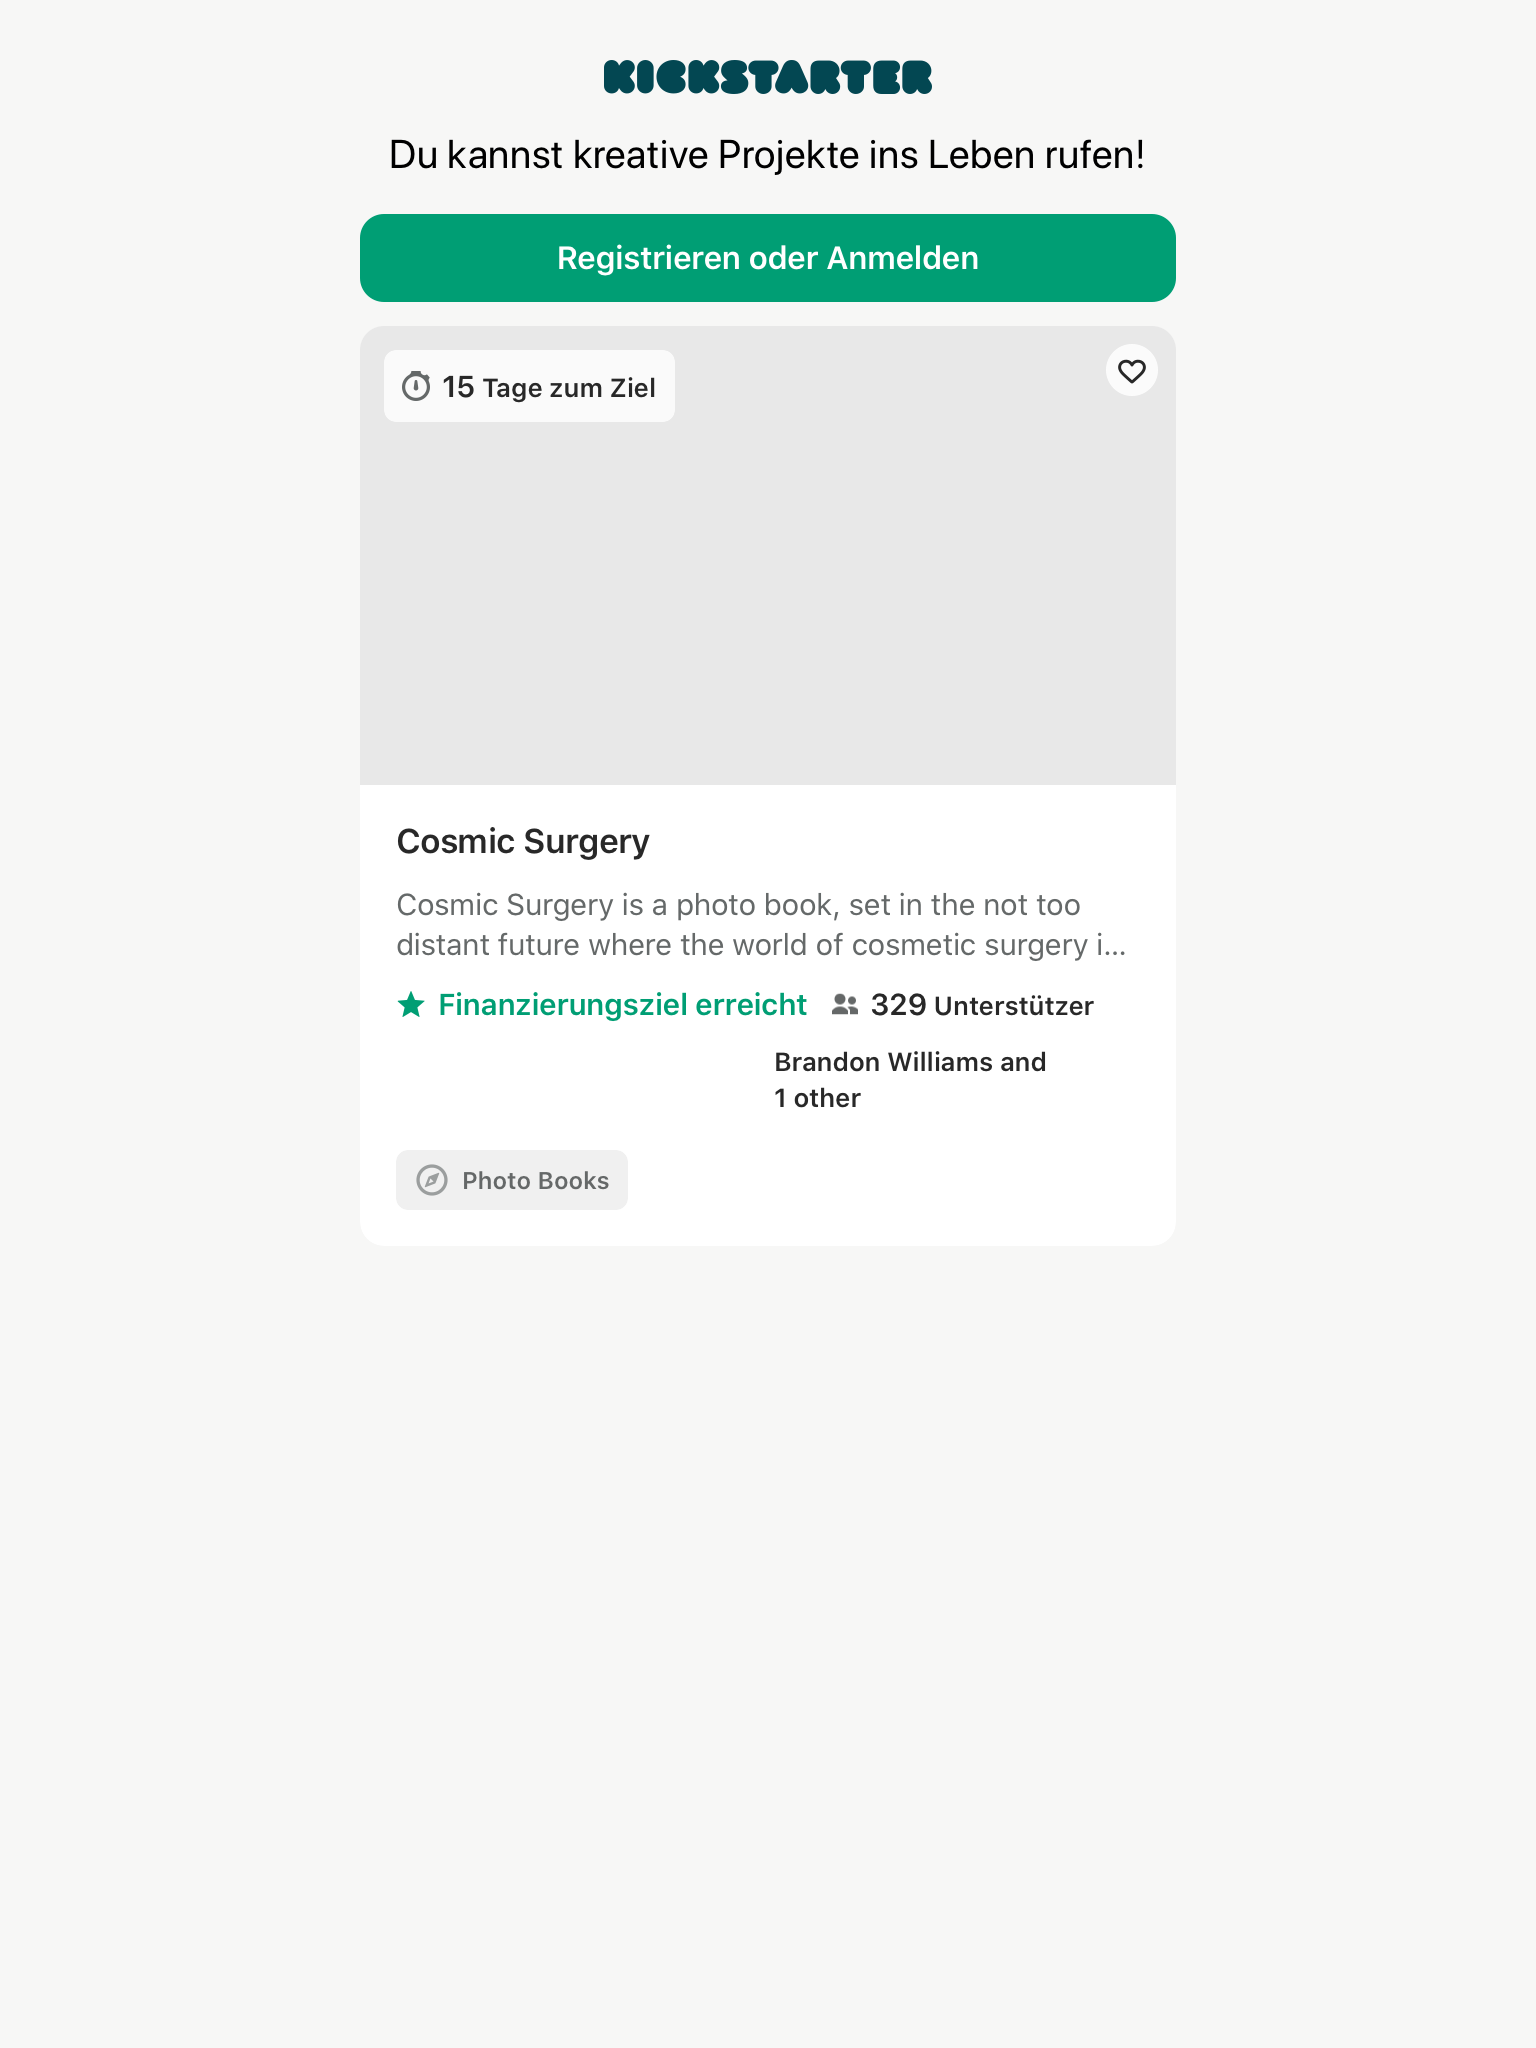 KICKSTARTER
Du kannst kreative Projekte ins Leben rufen!
Registrieren oder Anmelden
15 Tage zum Ziel
Cosmic Surgery
Cosmic Surgery is a photo book, set in the not too
distant future where the world of cosmetic surgery i...
Finanzierungsziel erreicht
329 Unterstützer
Brandon Williams and
1 other
Photo Books